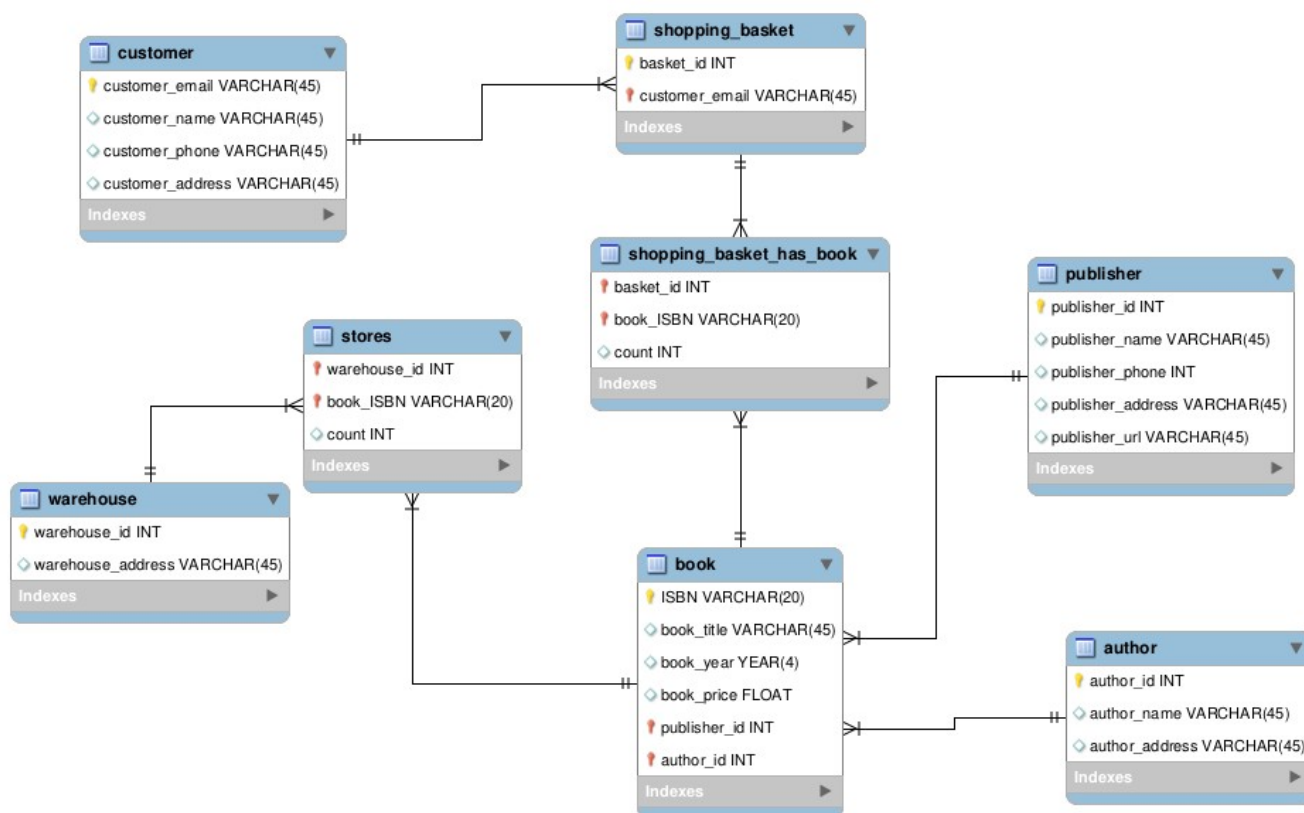 customer
customer_email VARCHAR(45)
customer_name VARCHAR(45)
customer_phone VARCHAR(45)
customer_address VARCHAR(45)
Indexes
shopping_basket
basket_id INT
customer_email VARCHAR(45)
Indexes
shopping_basket_has_book
basket_id INT
book_ISBN VARCHAR(20)
count INT
Indexes
publisher
publisher_id INT
publisher_name VARCHAR(45)
publisher_phone INT
publisher_address VARCHAR(45)
publisher_url VARCHAR(45)
Indexes
stores
warehouse_id INT
book_ISBN VARCHAR(20)
count INT
Indexes
warehouse
warehouse_id INT
warehouse_address VARCHAR(45)
Indexes
book
ISBN VARCHAR(20)
book_title VARCHAR(45)
book_year YEAR(4)
book_price FLOAT
publisher_id INT
author_id INT
Indexes
author
author_id INT
author_name VARCHAR(45)
author_address VARCHAR(45)
Indexes